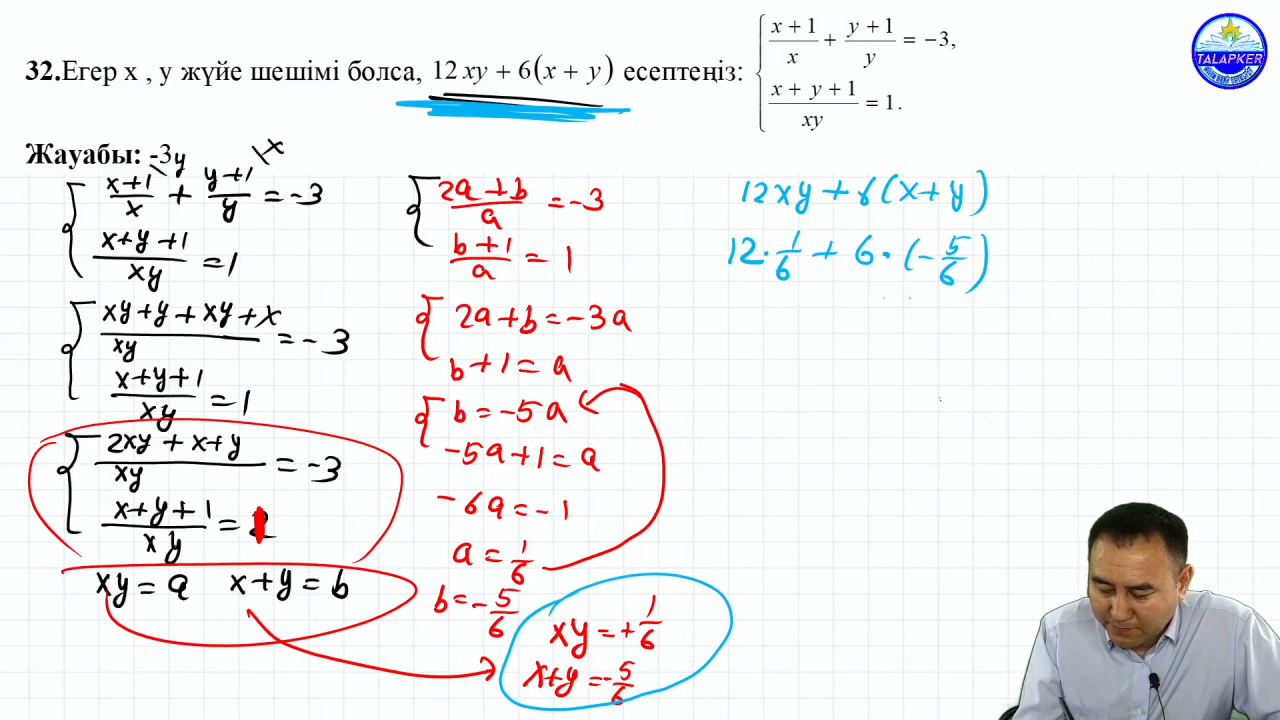 32.Егер x , y жүйе шешімі болса, 12xy + 6(x + y) есептеңіз: { (x + 1)/x + (y + 1)/y = −3, (x + y + 1)/xy = 1.
TALAPKER
Жауабы: -3
{ (x+1)/x \y + (y+1)/y \x = -3
(x+y+1)/xy = 1
{ (xy+y+xy+x)/xy = -3
(x+y+1)/xy = 1
{ (2xy+x+y)/xy = -3
(x+y+1)/xy = 1
xy = a x+y = b
{ (2a+b)/a = -3
(b+1)/a = 1
{ 2a+b = -3a
b+1 = a
{ b = -5a
-5a+1 = a
-6a = -1
a = 1/6
b = -5/6
xy = +1/6
x+y = -5/6
12xy + 6(x+y)
12·1/6 + 6·(-5/6)